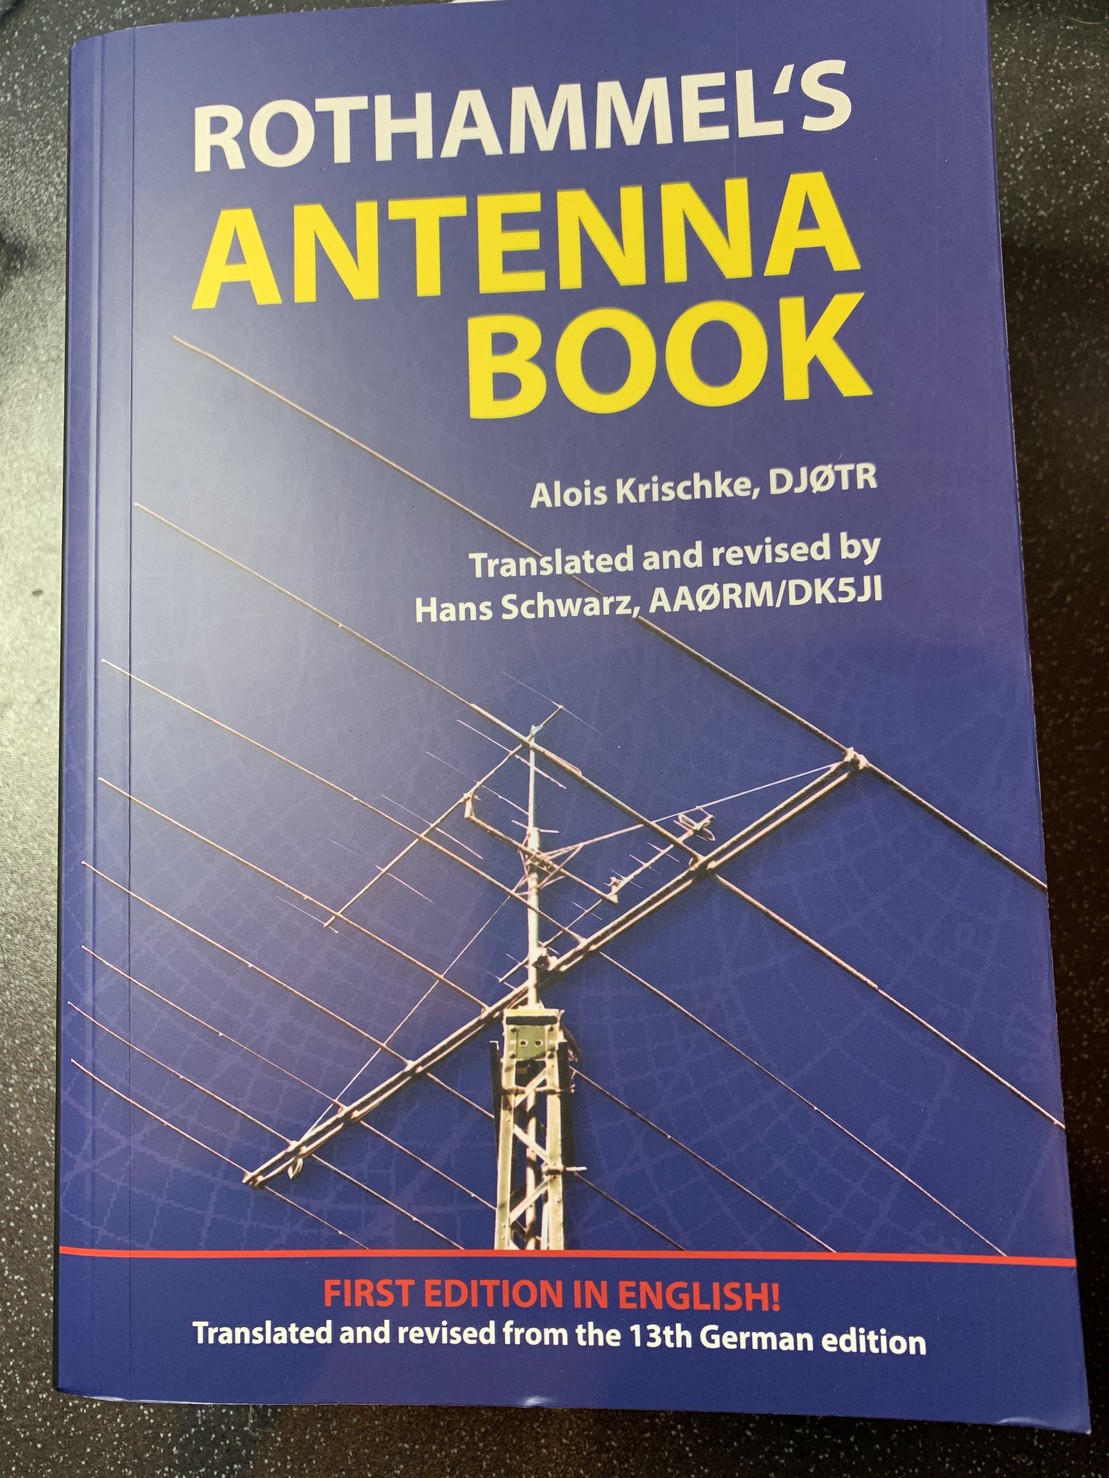 ROTHAMMEL‘S
ANTENNA
BOOK
Alois Krischke, DJØTR
Translated and revised by
Hans Schwarz, AAØRM/DK5JI
FIRST EDITION IN ENGLISH!
Translated and revised from the 13th German edition